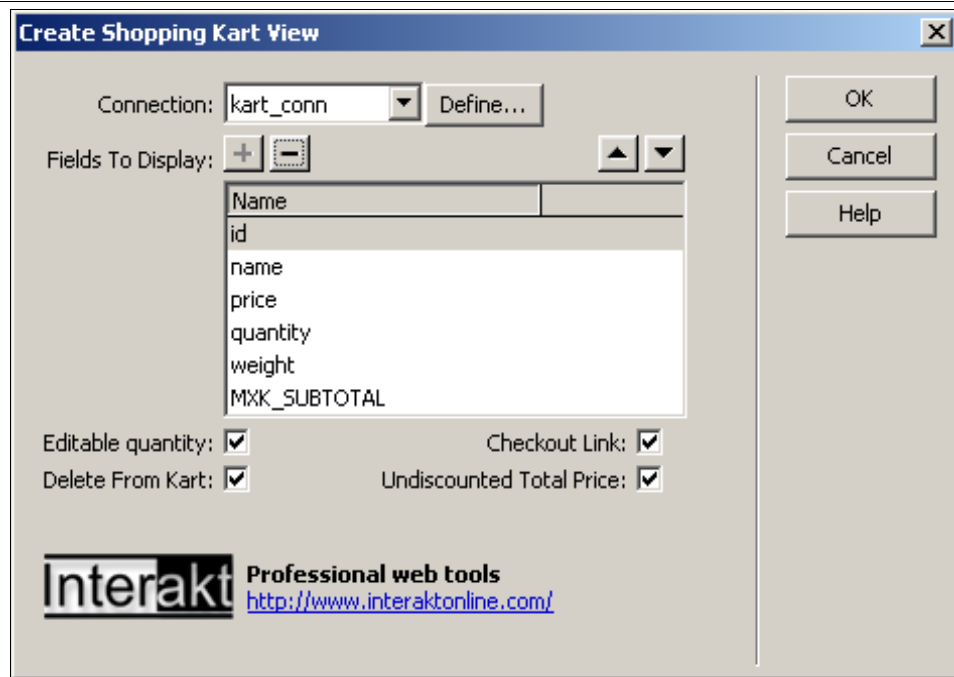 Create Shopping Kart View
Connection: kart_conn Define... OK
Fields To Display: Cancel
Name Help
id
name
price
quantity
weight
MXK_SUBTOTAL
Editable quantity: Checkout Link:
Delete From Kart: Undiscounted Total Price:
Interakt Professional web tools
http://www.interaktonline.com/